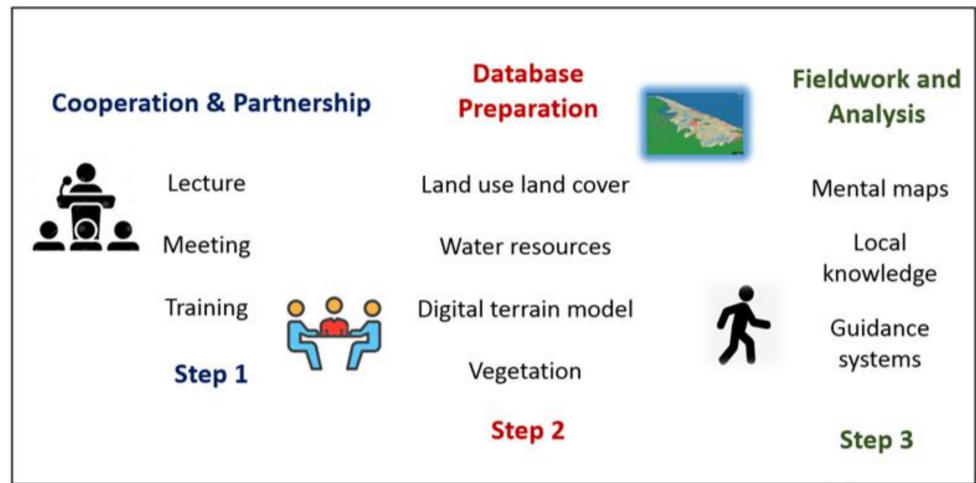 Cooperation & Partnership
Lecture
Meeting
Training
Step 1
Database
Preparation
Land use land cover
Water resources
Digital terrain model
Vegetation
Step 2
Fieldwork and
Analysis
Mental maps
Local
knowledge
Guidance
systems
Step 3